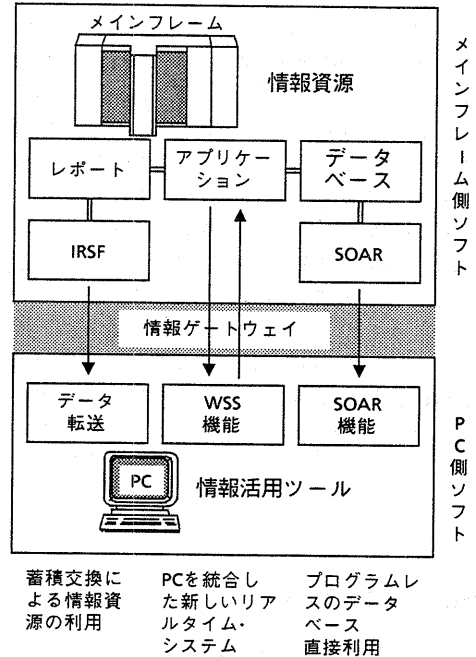 メインフレーム
情報資源
レポート
アプリケー
ション
データ
ベース
IRSF
SOAR
メインフレーム側ソフト
情報ゲートウェイ
データ
転送
WSS
機能
SOAR
機能
PC
情報活用ツール
PC側ソフト
蓄積交換に
よる情報資
源の利用
PCを統合し
た新しいリア
ルタイム・
システム
プログラムレ
スのデータ
ベース
直接利用